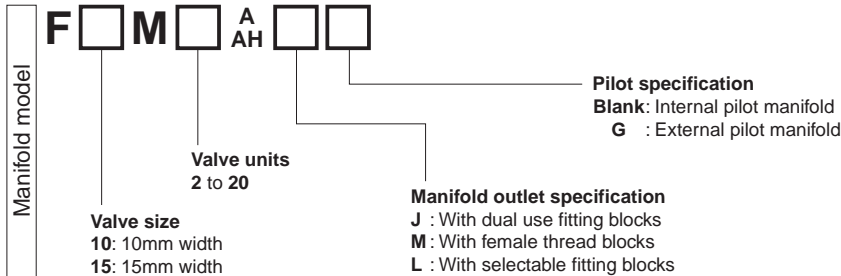 Manifold model
F□M□ A AH □□
Pilot specification
Blank: Internal pilot manifold
G : External pilot manifold
Valve units
2 to 20
Manifold outlet specification
J : With dual use fitting blocks
M : With female thread blocks
L : With selectable fitting blocks
Valve size
10: 10mm width
15: 15mm width